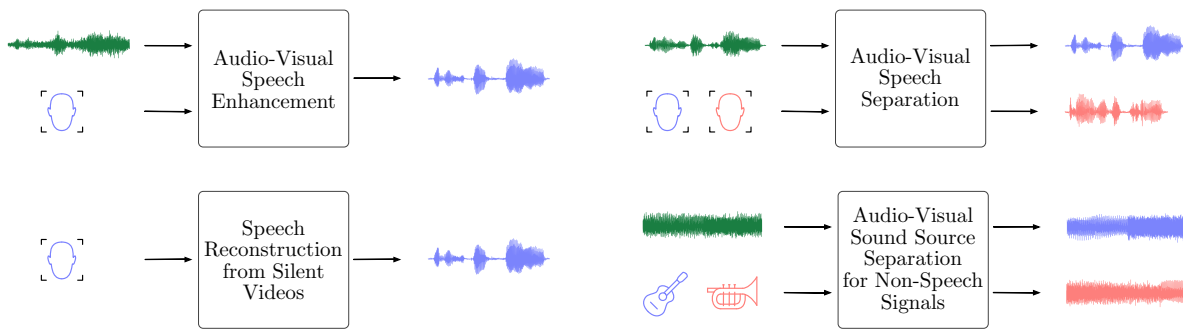 Audio-Visual
Speech
Enhancement
Audio-Visual
Speech
Separation
Speech
Reconstruction
from Silent
Videos
Audio-Visual
Sound Source
Separation
for Non-Speech
Signals